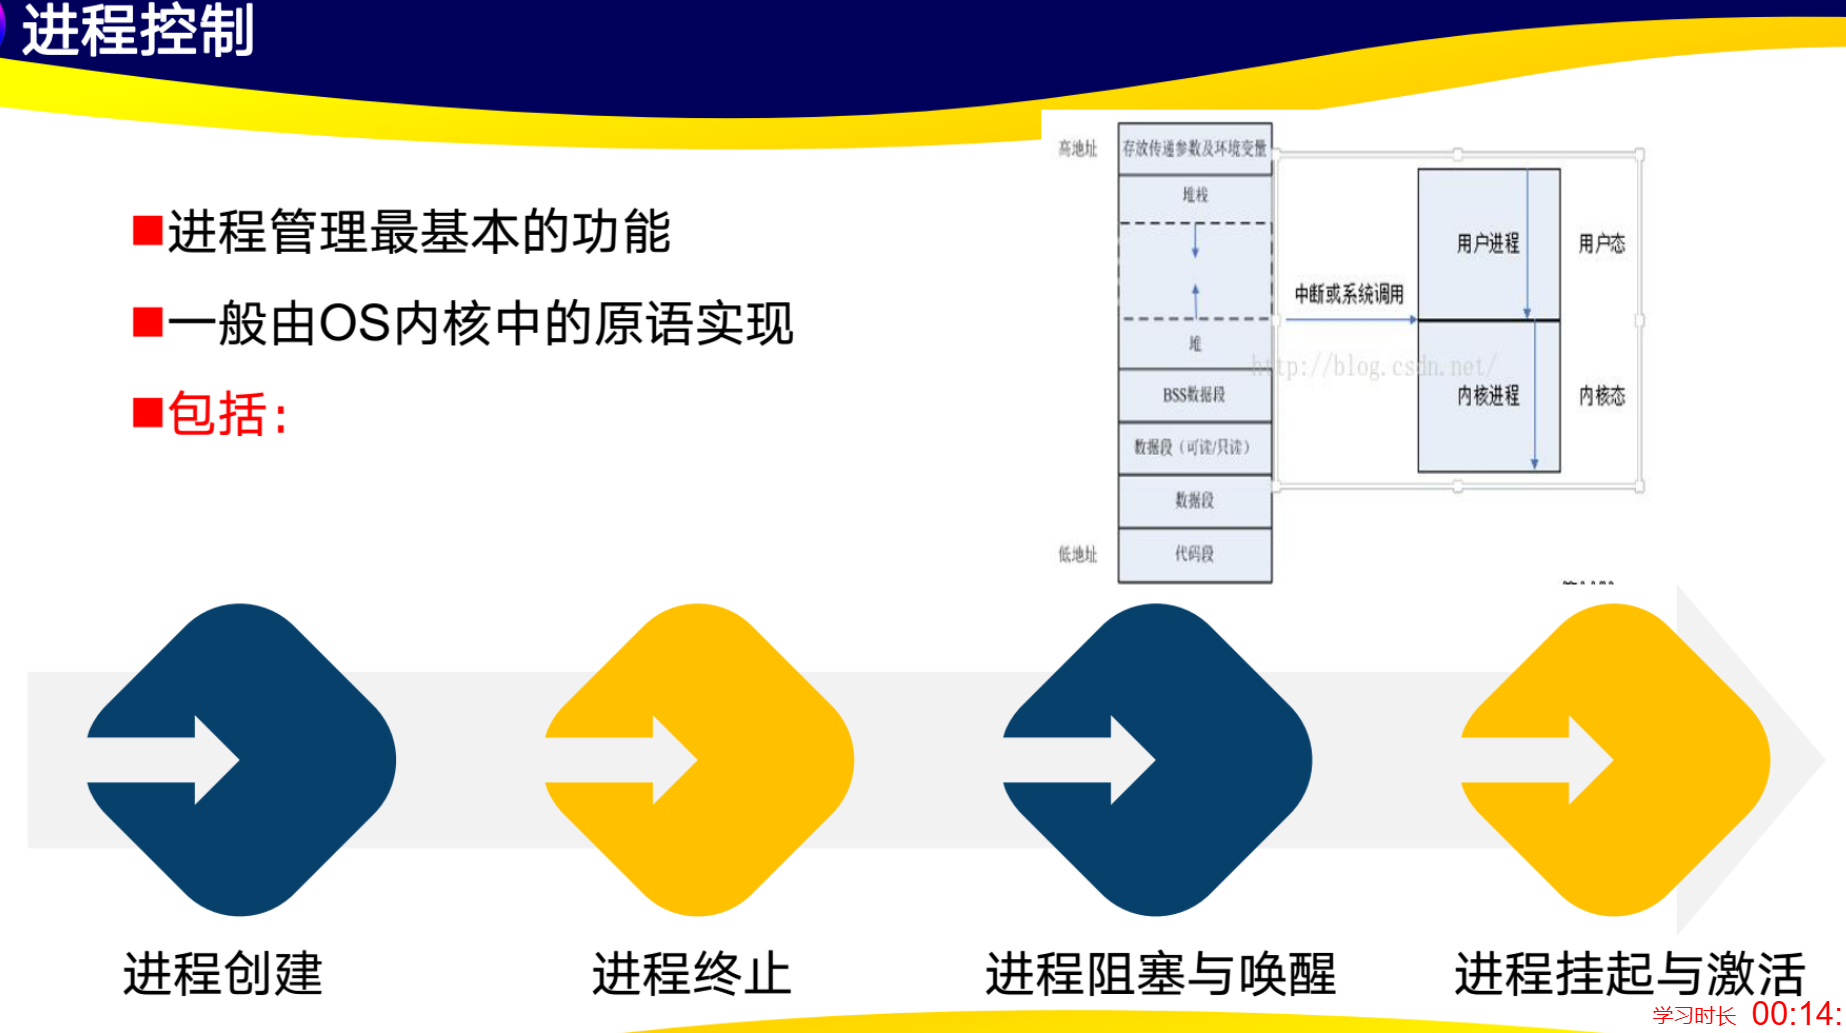 进程控制
进程管理最基本的功能
一般由OS内核中的原语实现
包括:
高地址
存放传递参数及环境变量
堆栈
堆
BSS数据段
数据段（可读/只读）
数据段
低地址
代码段
中断或系统调用
用户进程
用户态
内核进程
内核态
http://blog.csdn.net/
进程创建
进程终止
进程阻塞与唤醒
进程挂起与激活
学习时长 00:14: